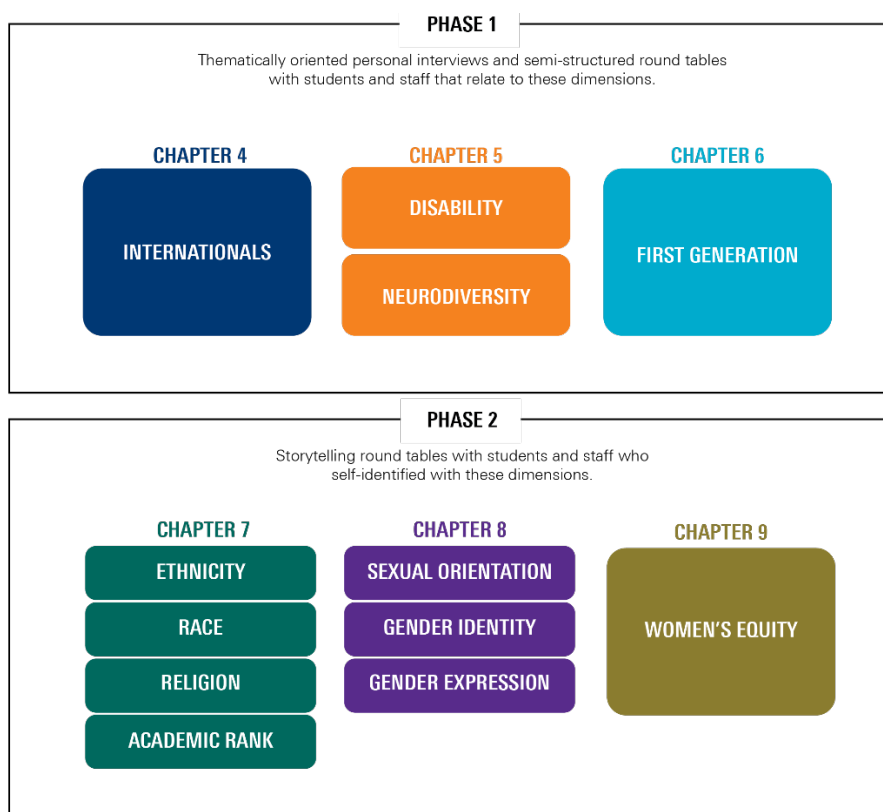 PHASE 1
Thematically oriented personal interviews and semi-structured round tables
with students and staff that relate to these dimensions.
CHAPTER 4
INTERNATIONALS
CHAPTER 5
DISABILITY
NEURODIVERSITY
CHAPTER 6
FIRST GENERATION
PHASE 2
Storytelling round tables with students and staff who
self-identified with these dimensions.
CHAPTER 7
ETHNICITY
RACE
RELIGION
ACADEMIC RANK
CHAPTER 8
SEXUAL ORIENTATION
GENDER IDENTITY
GENDER EXPRESSION
CHAPTER 9
WOMEN'S EQUITY